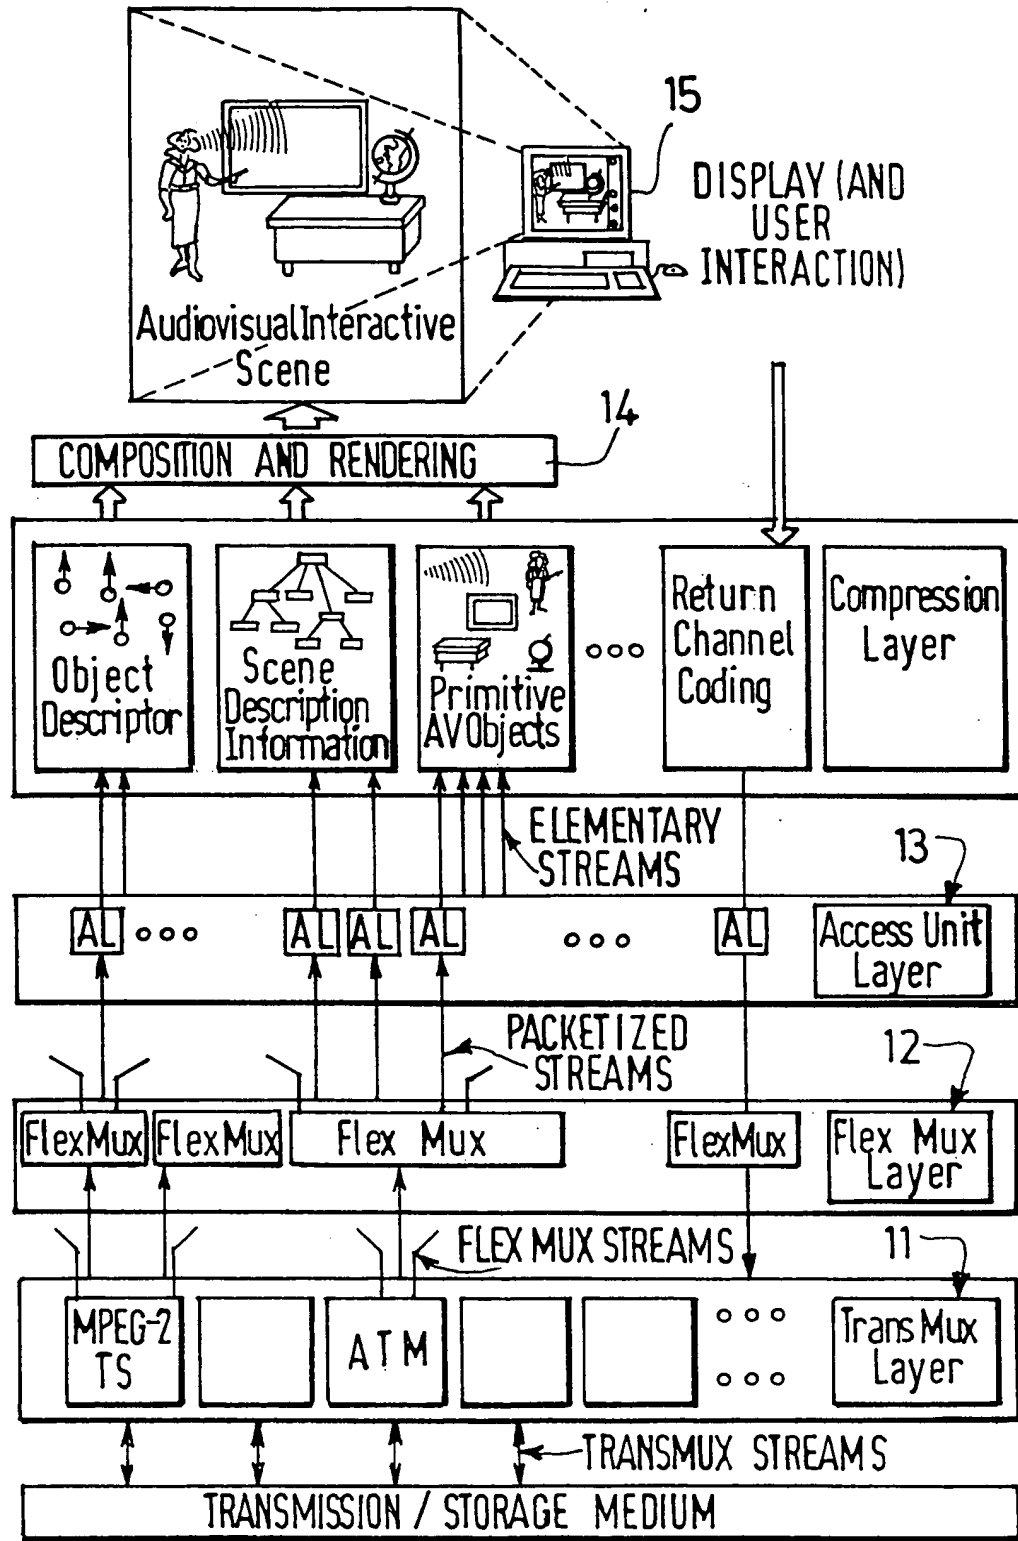 15
DISPLAY (AND
USER
INTERACTION)
AudiovisualInteractive
Scene
14
COMPOSITION AND RENDERING
Object
Descriptor
Scene
Description
Information
Primitive
AV Objects
Return
Channel
Coding
Compression
Layer
ELEMENTARY
STREAMS
13
AL
AL
AL
AL
AL
Access Unit
Layer
PACKETIZED
STREAMS
12
FlexMux
FlexMux
Flex Mux
FlexMux
Flex Mux
Layer
FLEX MUX STREAMS
11
MPEG-2
TS
ATM
Trans Mux
Layer
TRANSMUX STREAMS
TRANSMISSION / STORAGE MEDIUM